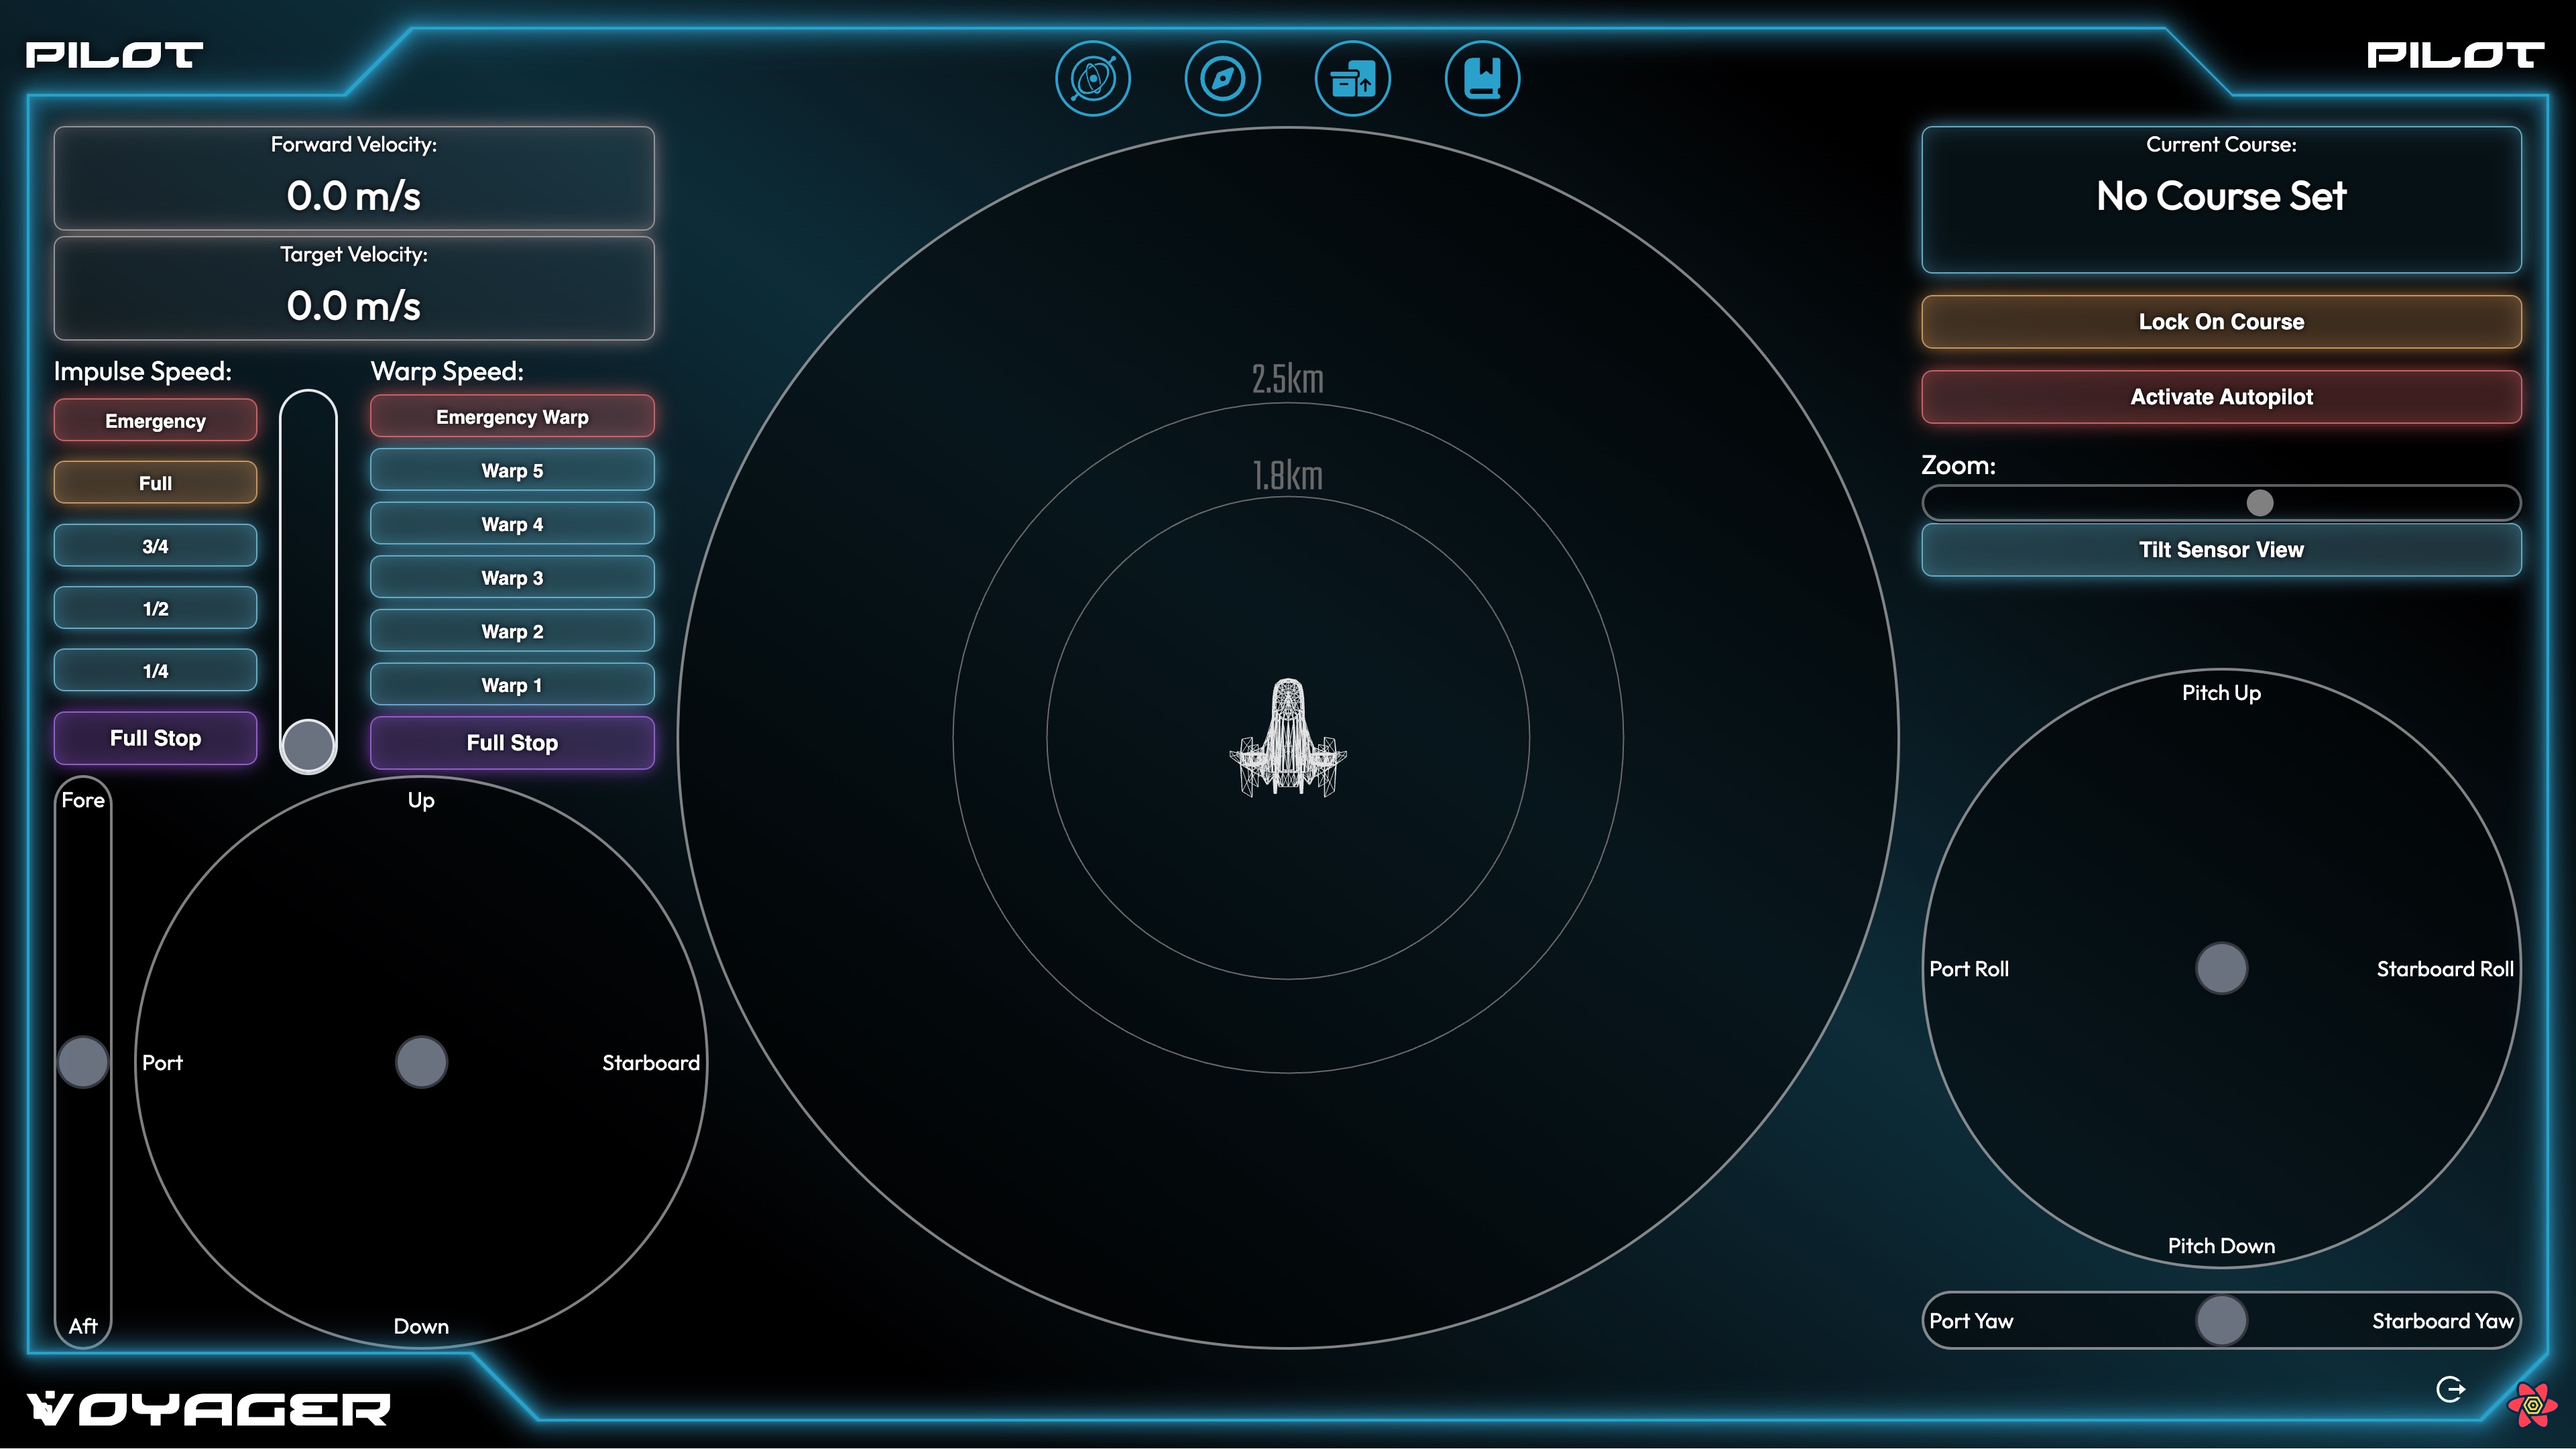 PILOT
PILOT
Forward Velocity:
0.0 m/s
Target Velocity:
0.0 m/s
Impulse Speed:
Emergency
Full
3/4
1/2
1/4
Full Stop
Warp Speed:
Emergency Warp
Warp 5
Warp 4
Warp 3
Warp 2
Warp 1
Full Stop
Fore
Aft
Up
Port
Starboard
Down
2.5km
1.8km
Current Course:
No Course Set
Lock On Course
Activate Autopilot
Zoom:
Tilt Sensor View
Pitch Up
Port Roll
Starboard Roll
Pitch Down
Port Yaw
Starboard Yaw
VOYAGER